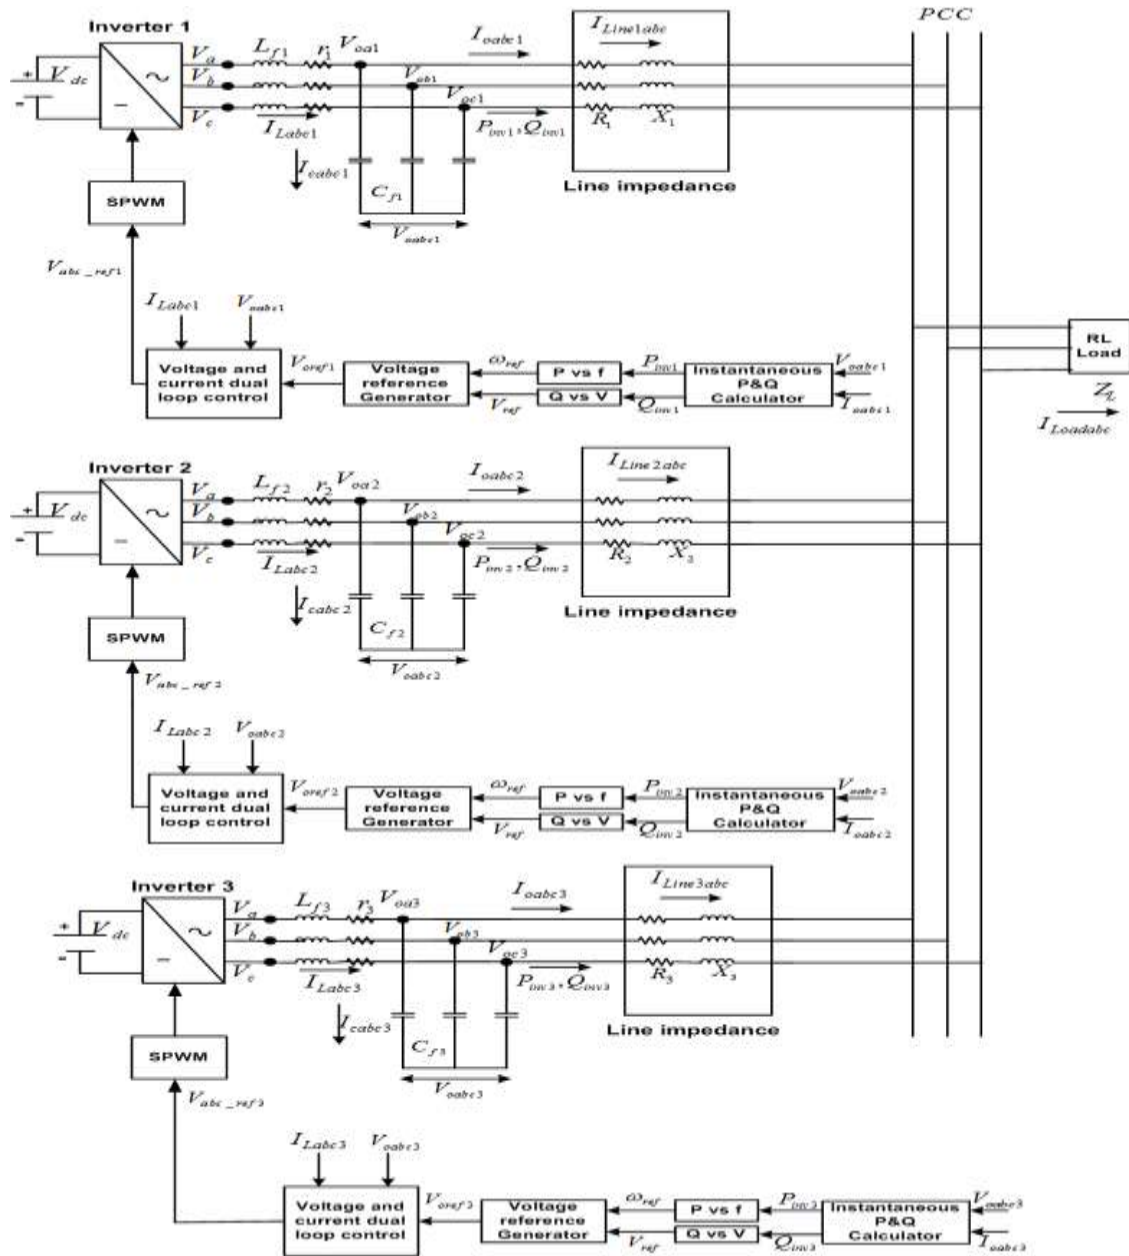 PCC
Inverter 1
V_a
V_b
V_c
V_dc
+
-
L_f1
r_1
V_oa1
V_ob1
V_oc1
I_oabc1
I_Line1abc
I_Labc1
I_cabc1
P_inv1, Q_inv1
R_1
X_1
C_f1
V_oabc1
Line impedance
SPWM
V_abc_ref1
I_Labc1
V_oabc1
Voltage and
current dual
loop control
V_oref1
Voltage
reference
Generator
ω_ref
V_ref
P vs f
Q vs V
P_inv1
Q_inv1
Instantaneous
P&Q
Calculator
V_oabc1
I_oabc1
RL
Load
Z_L
I_Loadabc
Inverter 2
V_a
V_b
V_c
V_dc
+
-
L_f2
r_2
V_oa2
V_ob2
V_oc2
I_oabc2
I_Line2abc
I_Labc2
I_cabc2
P_inv2, Q_inv2
R_2
X_2
C_f2
V_oabc2
Line impedance
SPWM
V_abc_ref2
I_Labc2
V_oabc2
Voltage and
current dual
loop control
V_oref2
Voltage
reference
Generator
ω_ref
V_ref
P vs f
Q vs V
P_inv2
Q_inv2
Instantaneous
P&Q
Calculator
V_oabc2
I_oabc2
Inverter 3
V_a
V_b
V_c
V_dc
+
-
L_f3
r_3
V_oa3
V_ob3
V_oc3
I_oabc3
I_Line3abc
I_Labc3
I_cabc3
P_inv3, Q_inv3
R_3
X_3
C_f3
V_oabc3
Line impedance
SPWM
V_abc_ref3
I_Labc3
V_oabc3
Voltage and
current dual
loop control
V_oref3
Voltage
reference
Generator
ω_ref
V_ref
P vs f
Q vs V
P_inv3
Q_inv3
Instantaneous
P&Q
Calculator
V_oabc3
I_oabc3